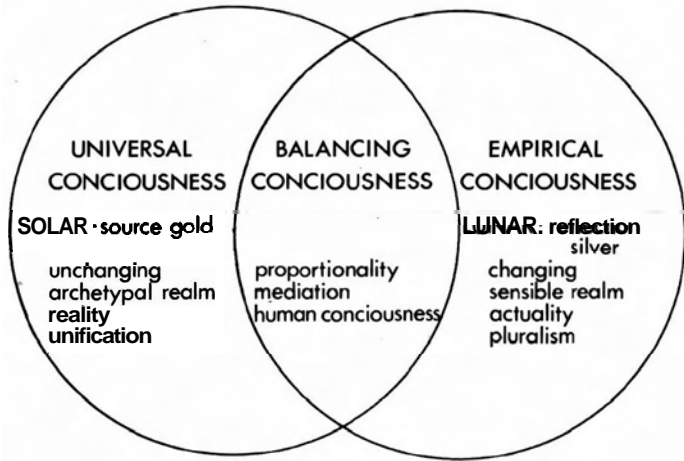 UNIVERSAL
CONCIOUSNESS
SOLAR · source gold
unchanging
archetypal realm
reality
unification
BALANCING
CONCIOUSNESS
proportionality
mediation
human conciousness
EMPIRICAL
CONCIOUSNESS
LUNAR: reflection
silver
changing
sensible realm
actuality
pluralism